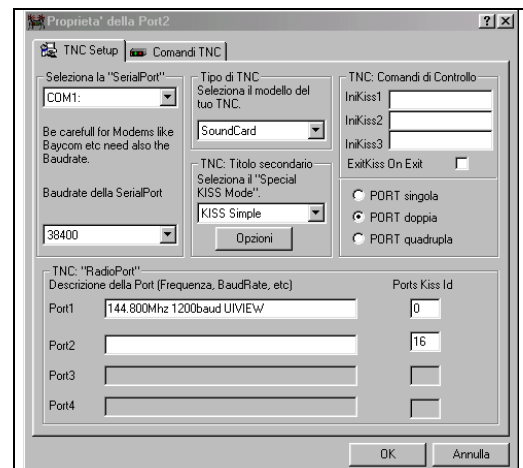 Proprieta' della Port2
TNC Setup
Comandi TNC
Seleziona la "SerialPort"
COM1:
Be carefull for Modems like
Baycom etc need also the
Baudrate.
Baudrate della SerialPort
38400
Tipo di TNC
Seleziona il modello del
tuo TNC.
SoundCard
TNC: Titolo secondario
Seleziona il "Special
KISS Mode".
KISS Simple
Opzioni
TNC: Comandi di Controllo
IniKiss1
IniKiss2
IniKiss3
ExitKiss On Exit
PORT singola
PORT doppia
PORT quadrupla
TNC: "RadioPort"
Descrizione della Port (Frequenza, BaudRate, etc)
Ports Kiss Id
Port1 144.800Mhz 1200baud UIVIEW 0
Port2 16
Port3
Port4
OK Annulla